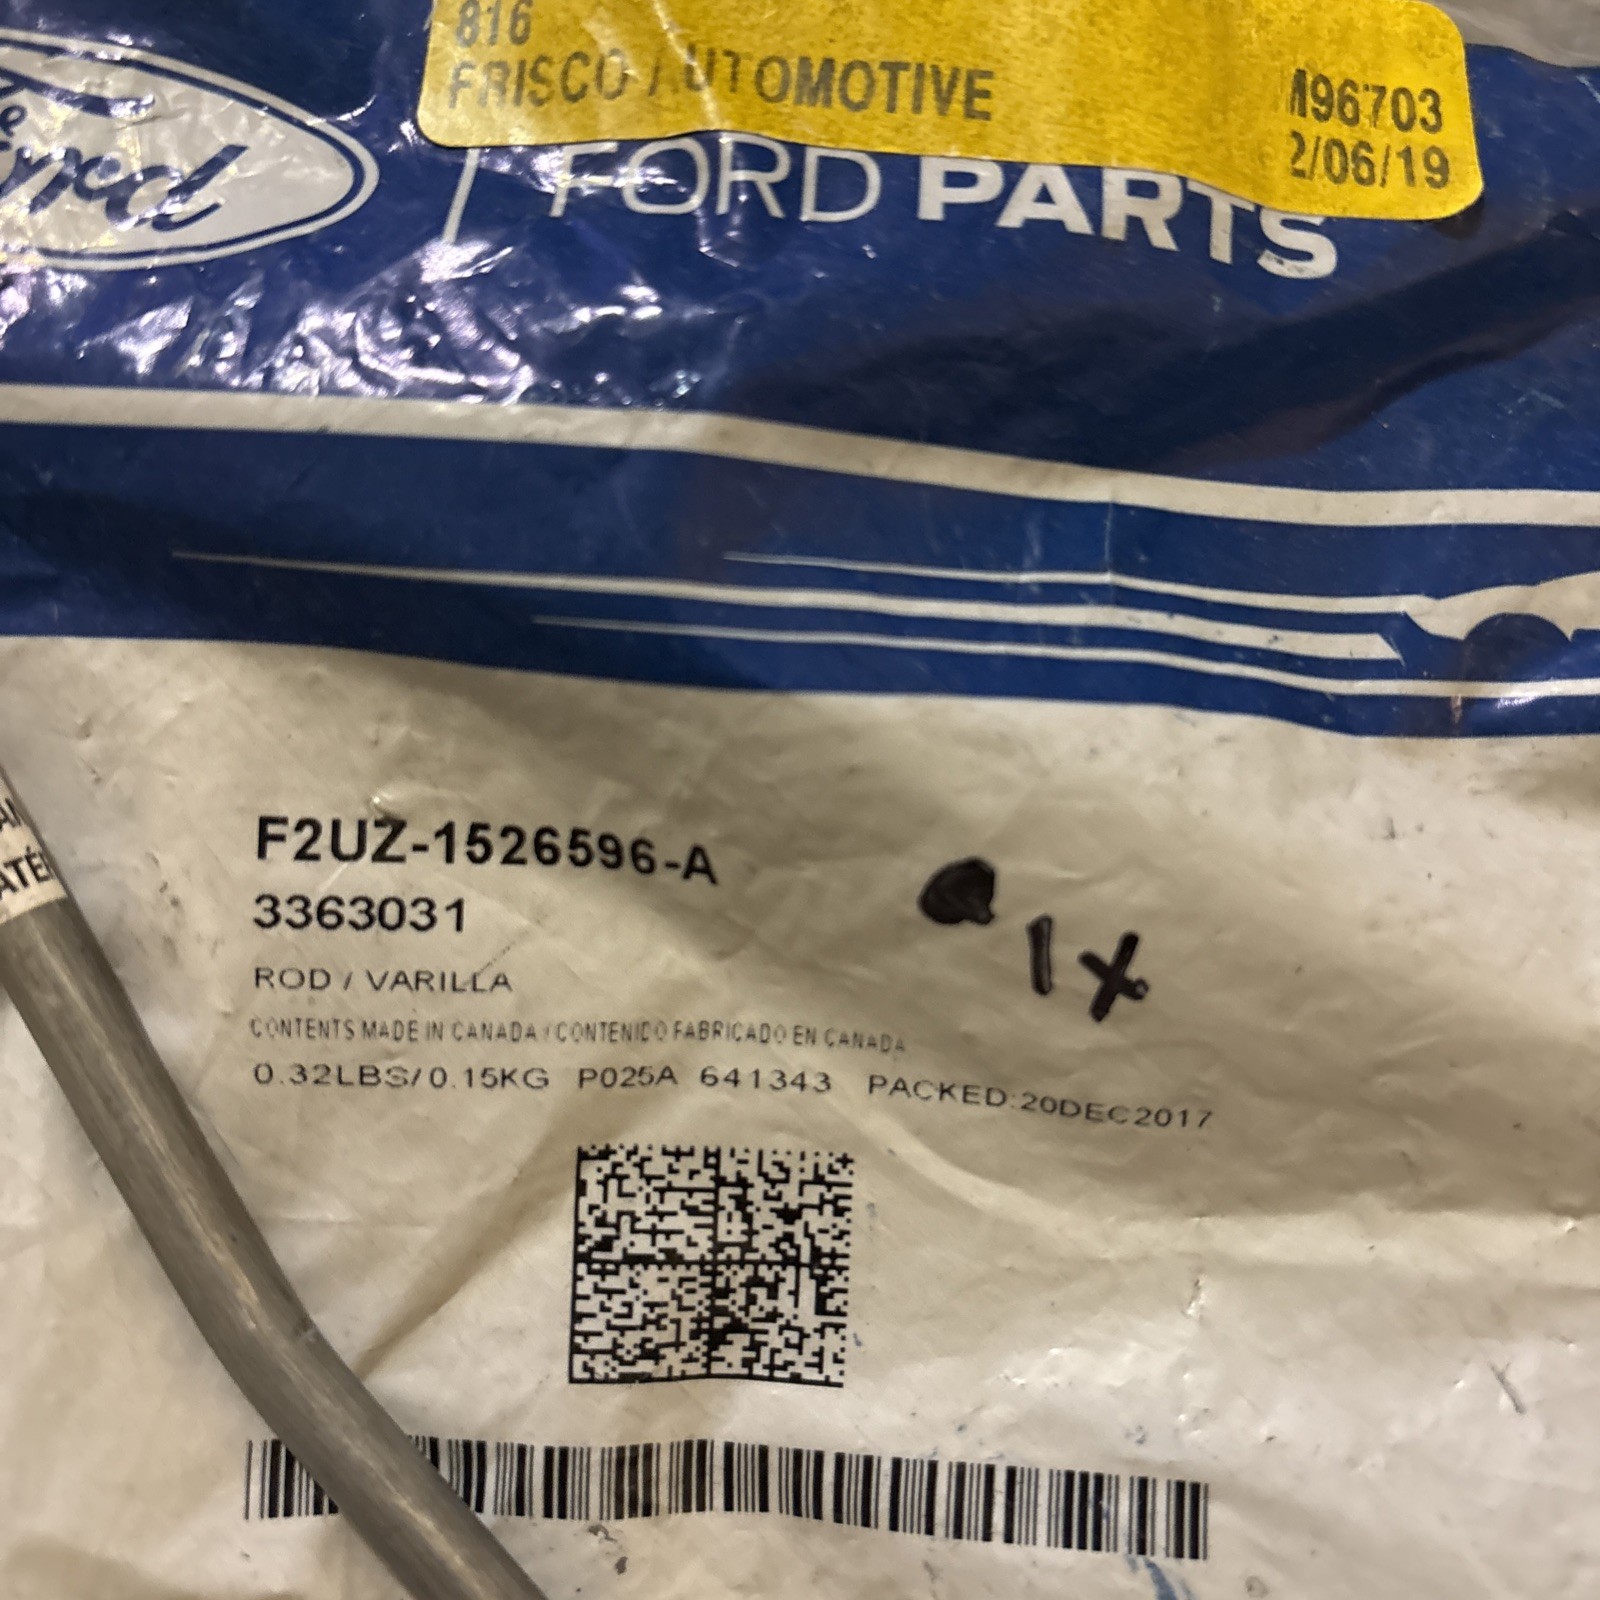 816
FRISCO AUTOMOTIVE
M96703
2/06/19
Ford
FORD PARTS
F2UZ-1526596-A
3363031
ROD / VARILLA
CONTENTS MADE IN CANADA / CONTENIDO FABRICADO EN CANADA
0.32LBS/0.15KG P025A 641343 PACKED:20DEC2017
1x